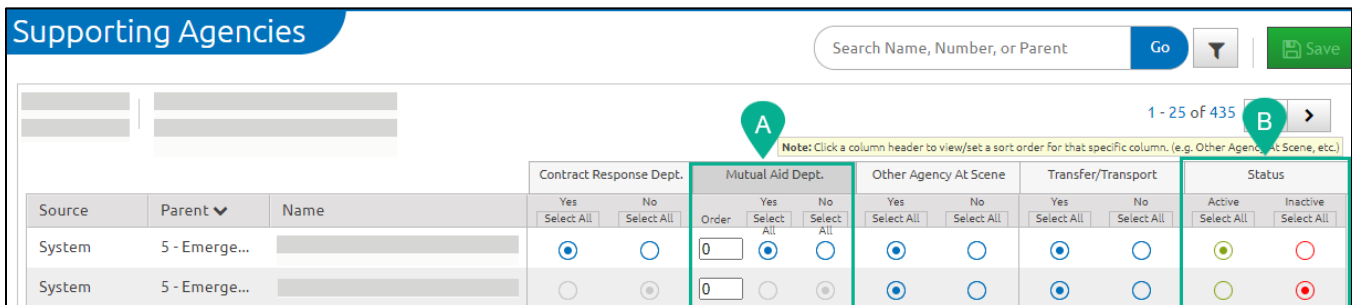 Supporting Agencies
Search Name, Number, or Parent Go Save
1 - 25 of 435
A B
Note: Click a column header to view/set a sort order for that specific column. (e.g. Other Agency At Scene, etc.)
Contract Response Dept. Mutual Aid Dept. Other Agency At Scene Transfer/Transport Status
Yes No Yes No Yes No Yes No Active Inactive
Source Parent Name Select All Select All Order Select All Select All Select All Select All Select All Select All Select All Select All
System 5 - Emerge... 0
System 5 - Emerge... 0